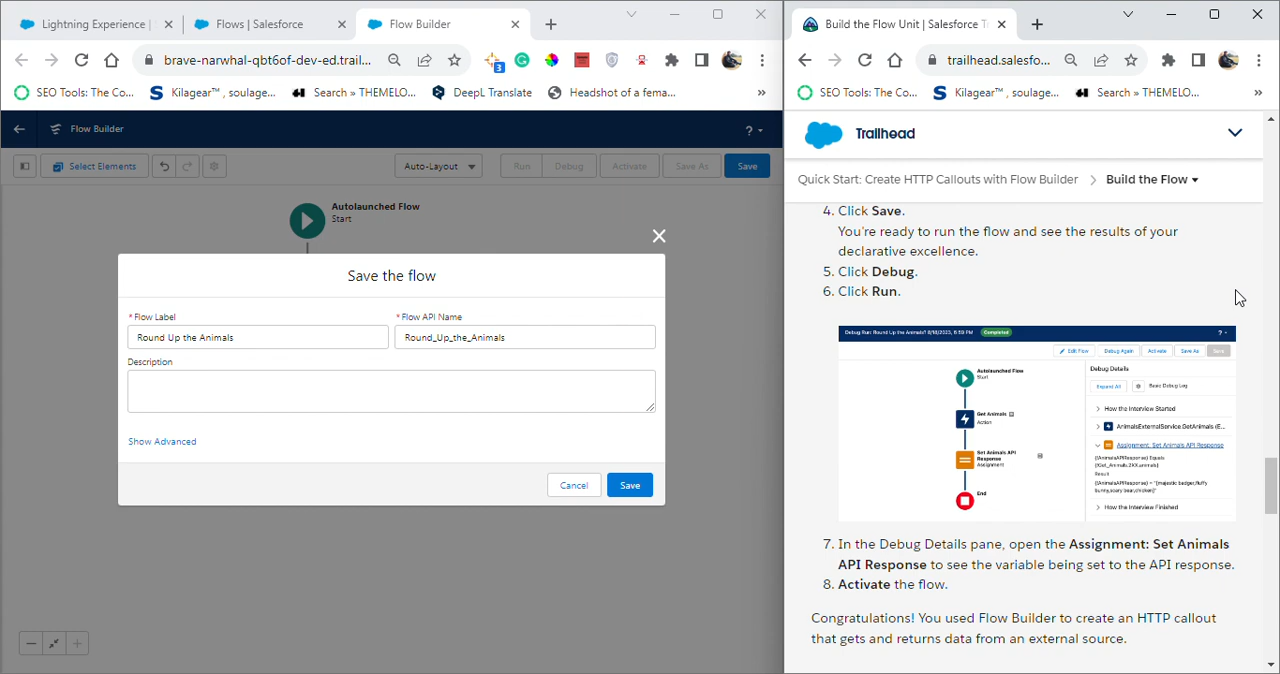 Lightning Experience |
Flows | Salesforce
Flow Builder
brave-narwhal-qbt6of-dev-ed.trail...
3
SEO Tools: The Co...
Kilagear™ , soulage...
Search » THEMELO...
DeepL Translate
Headshot of a fema...
»
Flow Builder
?
Select Elements
Auto-Layout
Run
Debug
Activate
Save As
Save
Autolaunched Flow
Start
Save the flow
* Flow Label
* Flow API Name
Round Up the Animals
Round_Up_the_Animals
Description
Show Advanced
Cancel
Save
Build the Flow Unit | Salesforce T
trailhead.salesfo...
SEO Tools: The Co...
Kilagear™ , soulage...
Search » THEMELO...
»
Trailhead
Quick Start: Create HTTP Callouts with Flow Builder
Build the Flow
4. Click Save.
You're ready to run the flow and see the results of your
declarative excellence.
5. Click Debug.
6. Click Run.
Debug Run: Round Up the Animals? 8/18/2023, 8:59 PM
Completed
?
Edit Flow
Debug Again
Activate
Save As
Save
Autolaunched Flow
Start
Get Animals
Action
Set Animals API
Response
Assignment
End
Debug Details
Expand All
Basic Debug Log
How the Interview Started
AnimalsExternalService.GetAnimals (E...
Assignment: Set Animals API Response
{!AnimalsAPIResponse} Equals
{!Get_Animals.2XX.animals}
Result
{!AnimalsAPIResponse} = "[majestic badger,fluffy
bunny,scary bear,chicken]"
How the Interview Finished
7. In the Debug Details pane, open the Assignment: Set Animals
API Response to see the variable being set to the API response.
8. Activate the flow.
Congratulations! You used Flow Builder to create an HTTP callout
that gets and returns data from an external source.